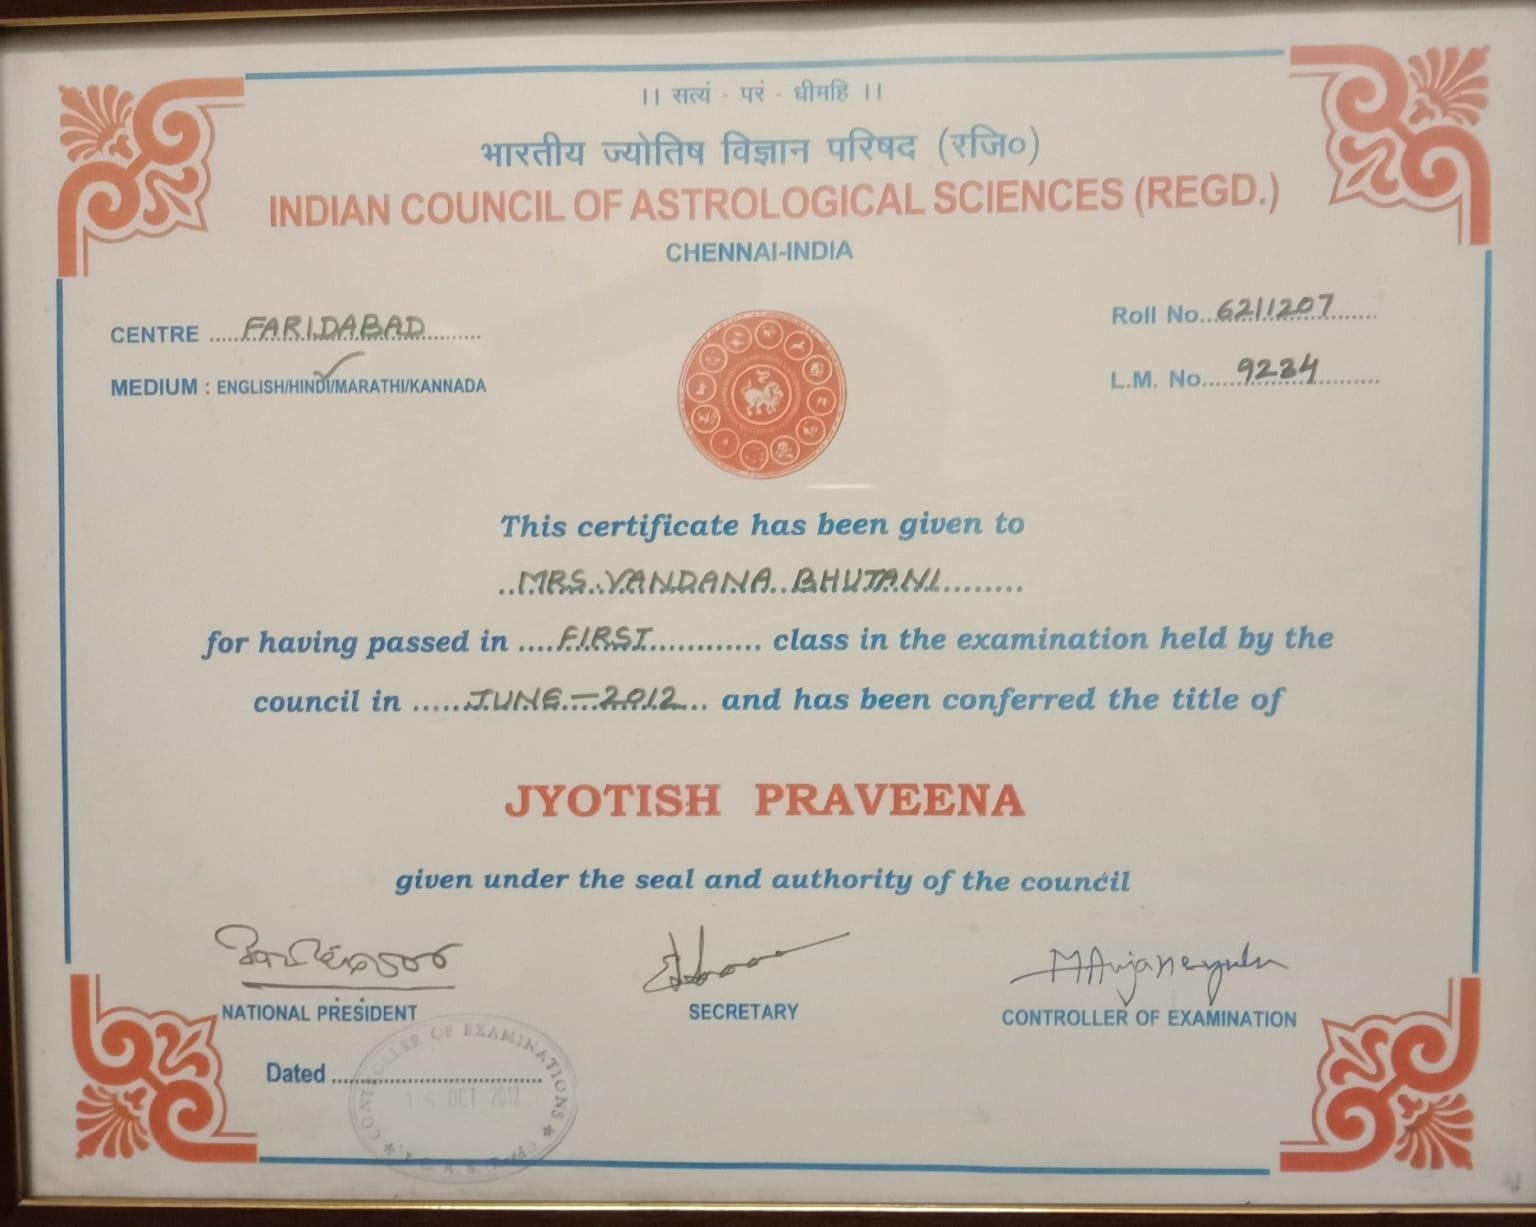 ।। सत्यं - परं - धीमहि ।।
भारतीय ज्योतिष विज्ञान परिषद (रजि०)
INDIAN COUNCIL OF ASTROLOGICAL SCIENCES (REGD.)
CHENNAI-INDIA
CENTRE ....FARIDABAD..........
Roll No...6211207.......
MEDIUM : ENGLISH/HINDI/MARATHI/KANNADA
L.M. No......9234..........
This certificate has been given to
..MRS. VANDANA BHUTANI.........
for having passed in ....FIRST............ class in the examination held by the
council in .....JUNE-2012... and has been conferred the title of
JYOTISH PRAVEENA
given under the seal and authority of the council
M Anjaneyulu
NATIONAL PRESIDENT
SECRETARY
CONTROLLER OF EXAMINATION
Dated ....................................
CONTROLLER OF EXAMINATIONS
15 OCT 2012